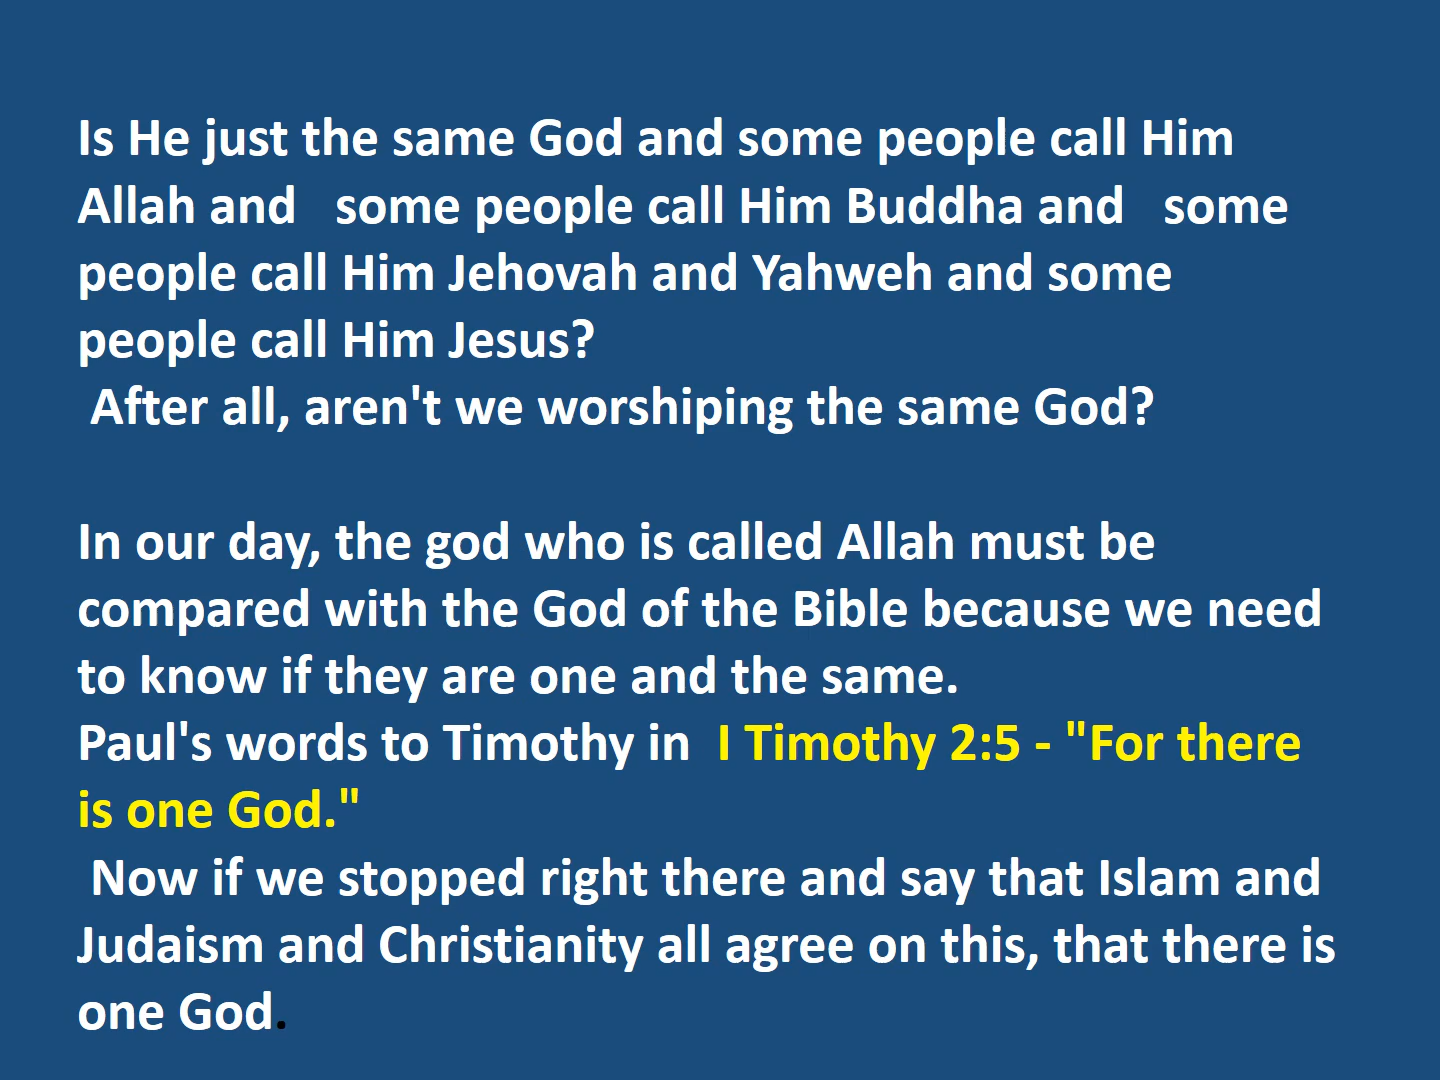 Is He just the same God and some people call Him
Allah and   some people call Him Buddha and   some
people call Him Jehovah and Yahweh and some
people call Him Jesus?
After all, aren't we worshiping the same God?
In our day, the god who is called Allah must be
compared with the God of the Bible because we need
to know if they are one and the same.
Paul's words to Timothy in  I Timothy 2:5 - "For there
is one God."
Now if we stopped right there and say that Islam and
Judaism and Christianity all agree on this, that there is
one God.